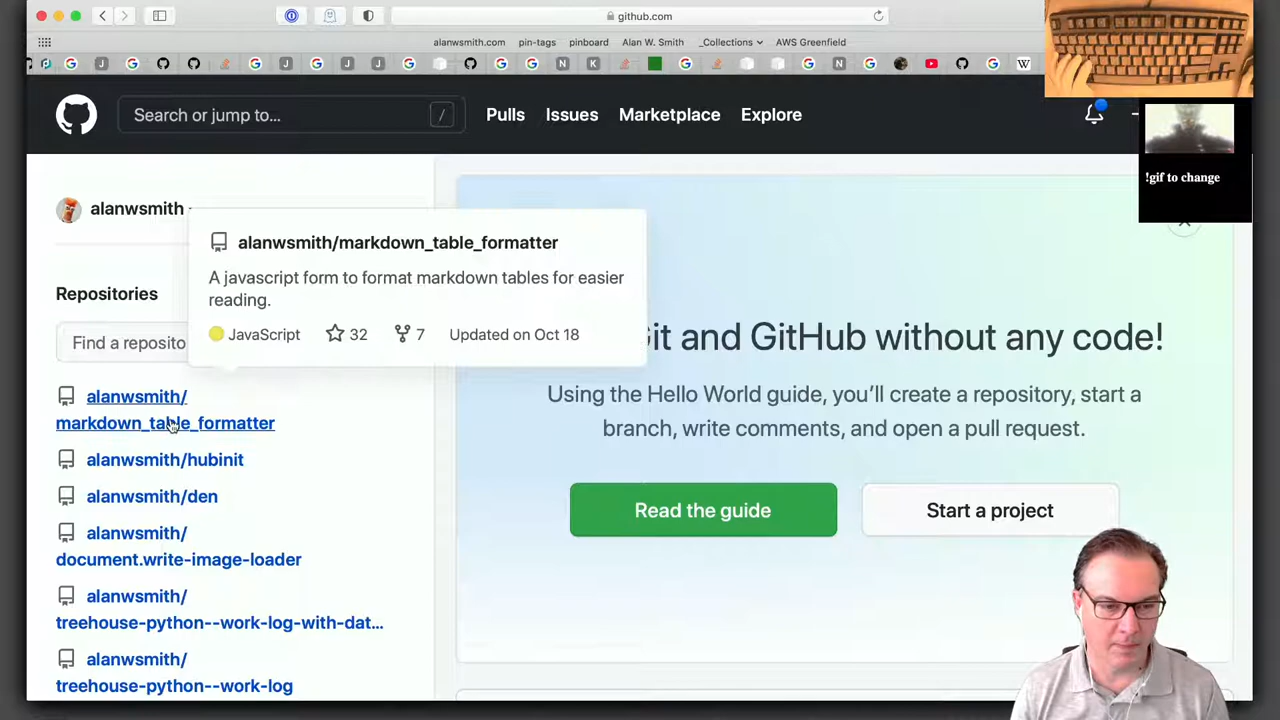 github.com
alanwsmith.com pin-tags pinboard Alan W. Smith _Collections AWS Greenfield
Search or jump to... /
Pulls Issues Marketplace Explore
!gif to change
alanwsmith
alanwsmith/markdown_table_formatter
A javascript form to format markdown tables for easier
reading.
JavaScript 32 7 Updated on Oct 18
Repositories
Find a reposito
alanwsmith/
markdown_table_formatter
alanwsmith/hubinit
alanwsmith/den
alanwsmith/
document.write-image-loader
alanwsmith/
treehouse-python--work-log-with-dat...
alanwsmith/
treehouse-python--work-log
Git and GitHub without any code!
Using the Hello World guide, you’ll create a repository, start a
branch, write comments, and open a pull request.
Read the guide
Start a project